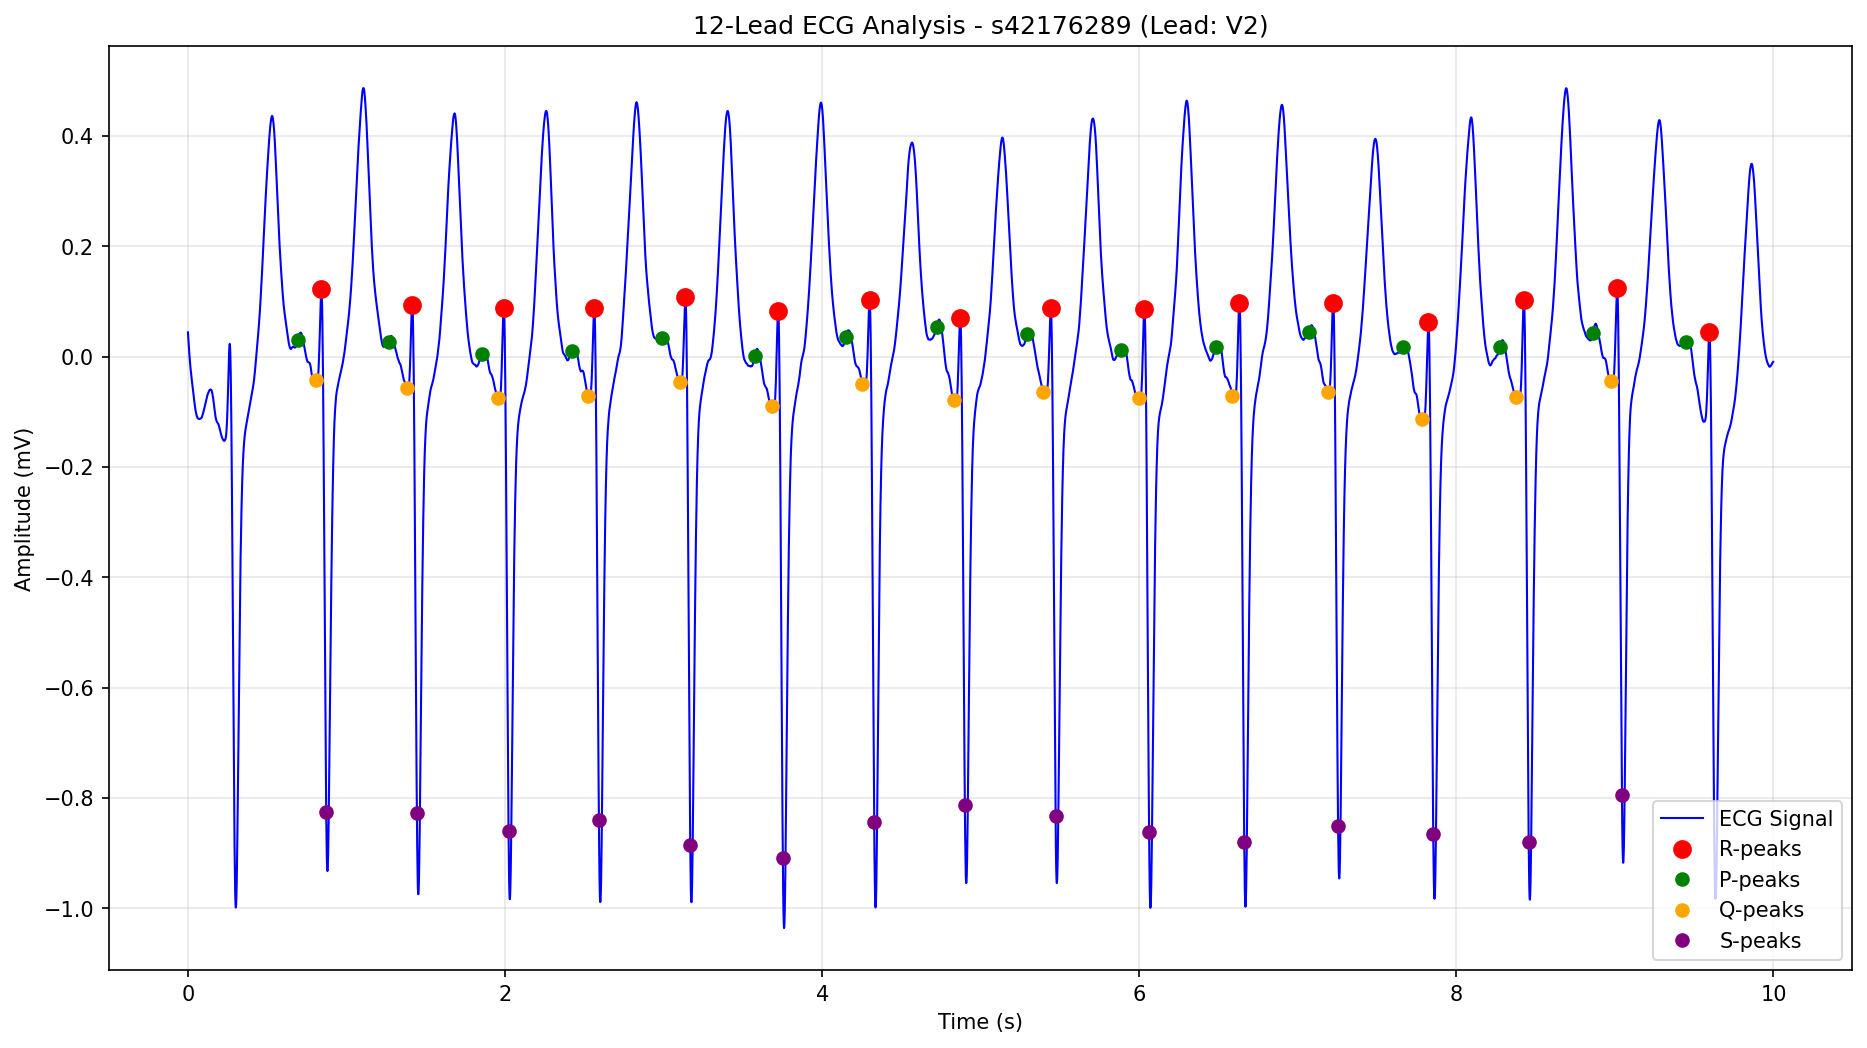 12-Lead ECG Analysis - s42176289 (Lead: V2)
Amplitude (mV)
0.4
0.2
0.0
−0.2
−0.4
−0.6
−0.8
−1.0
0 2 4 6 8 10
Time (s)
ECG Signal
R-peaks
P-peaks
Q-peaks
S-peaks